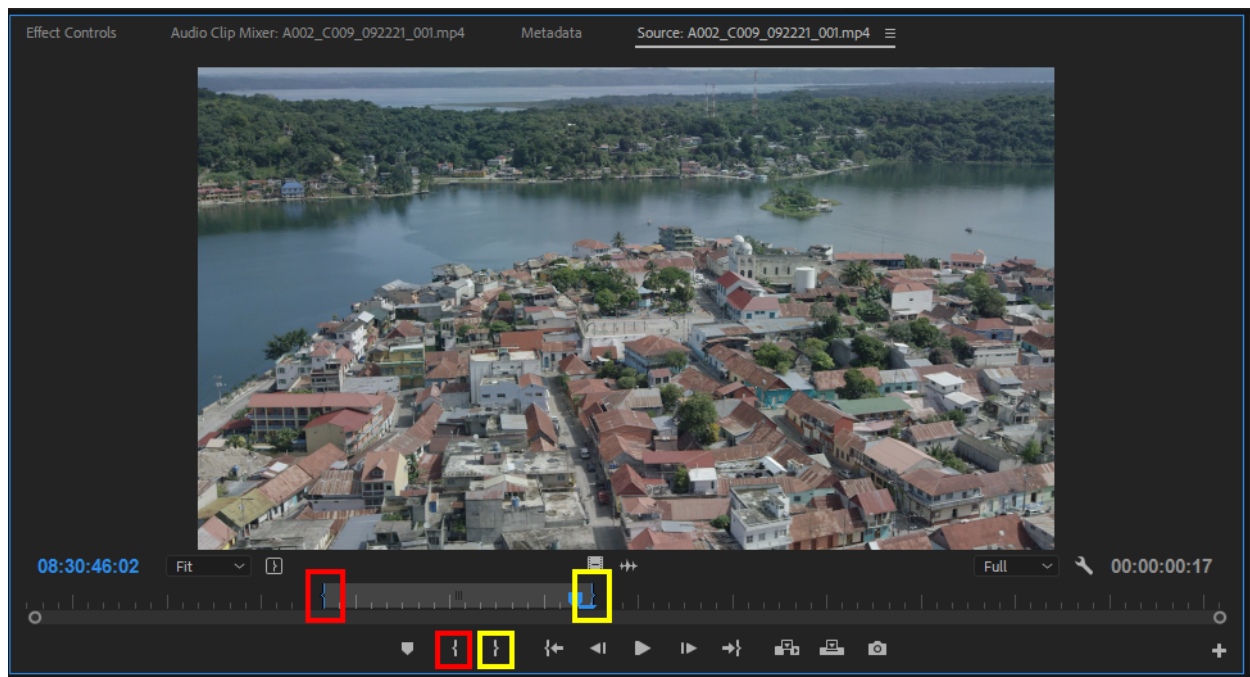 Effect Controls
Audio Clip Mixer: A002_C009_092221_001.mp4
Metadata
Source: A002_C009_092221_001.mp4
08:30:46:02
Fit
Full
00:00:00:17